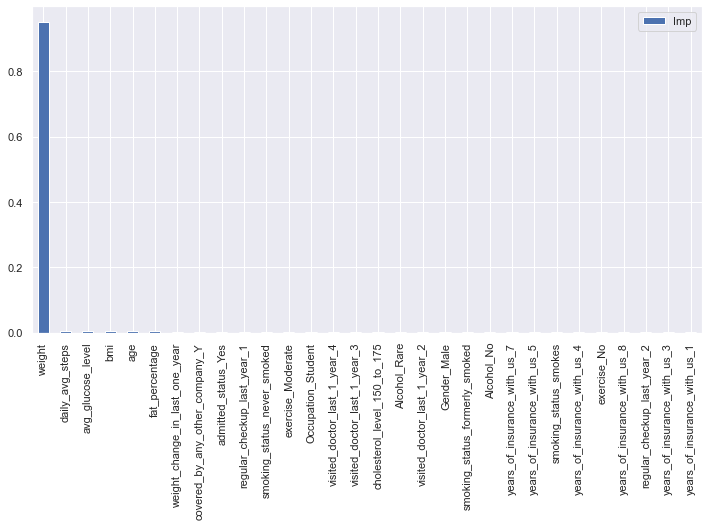 Imp
0.8
0.6
0.4
0.2
0.0
weight
daily_avg_steps
avg_glucose_level
bmi
age
fat_percentage
weight_change_in_last_one_year
covered_by_any_other_company_Y
admitted_status_Yes
regular_checkup_last_year_1
smoking_status_never_smoked
exercise_Moderate
Occupation_Student
visited_doctor_last_1_year_4
visited_doctor_last_1_year_3
cholesterol_level_150_to_175
Alcohol_Rare
visited_doctor_last_1_year_2
Gender_Male
smoking_status_formerly_smoked
Alcohol_No
years_of_insurance_with_us_7
years_of_insurance_with_us_5
smoking_status_smokes
years_of_insurance_with_us_4
exercise_No
years_of_insurance_with_us_8
regular_checkup_last_year_2
years_of_insurance_with_us_3
years_of_insurance_with_us_1